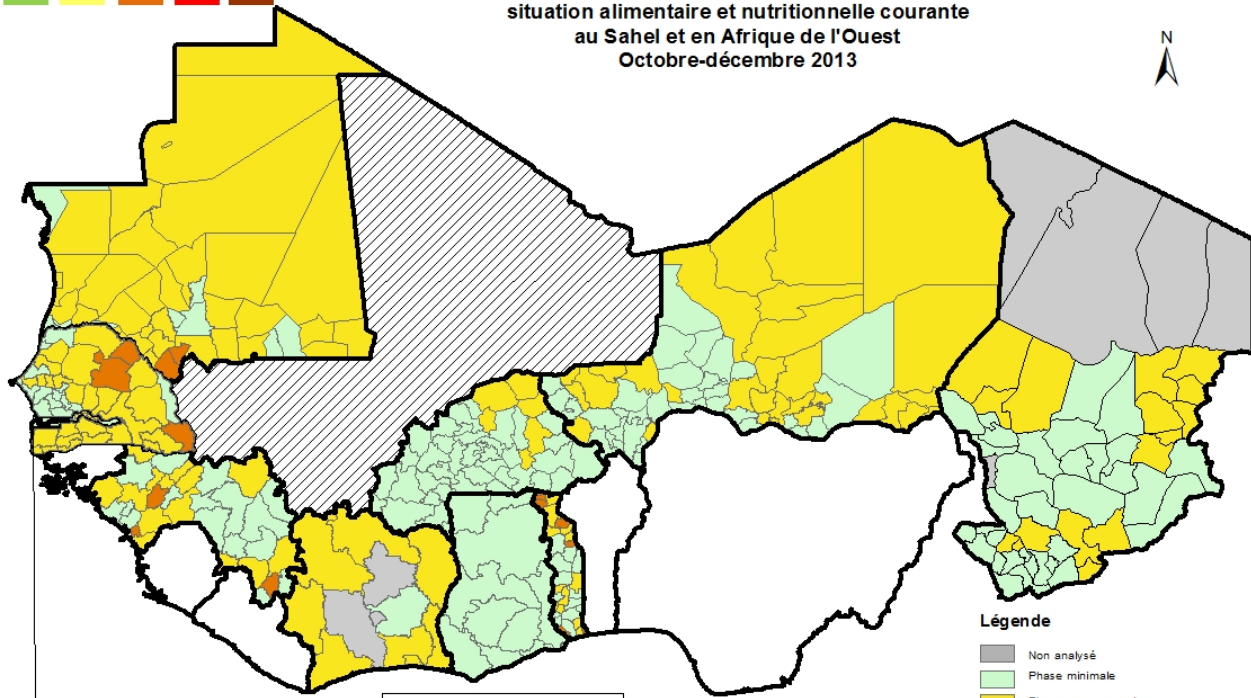 situation alimentaire et nutritionnelle courante
au Sahel et en Afrique de l'Ouest
Octobre-décembre 2013
N
Légende
Non analysé
Phase minimale